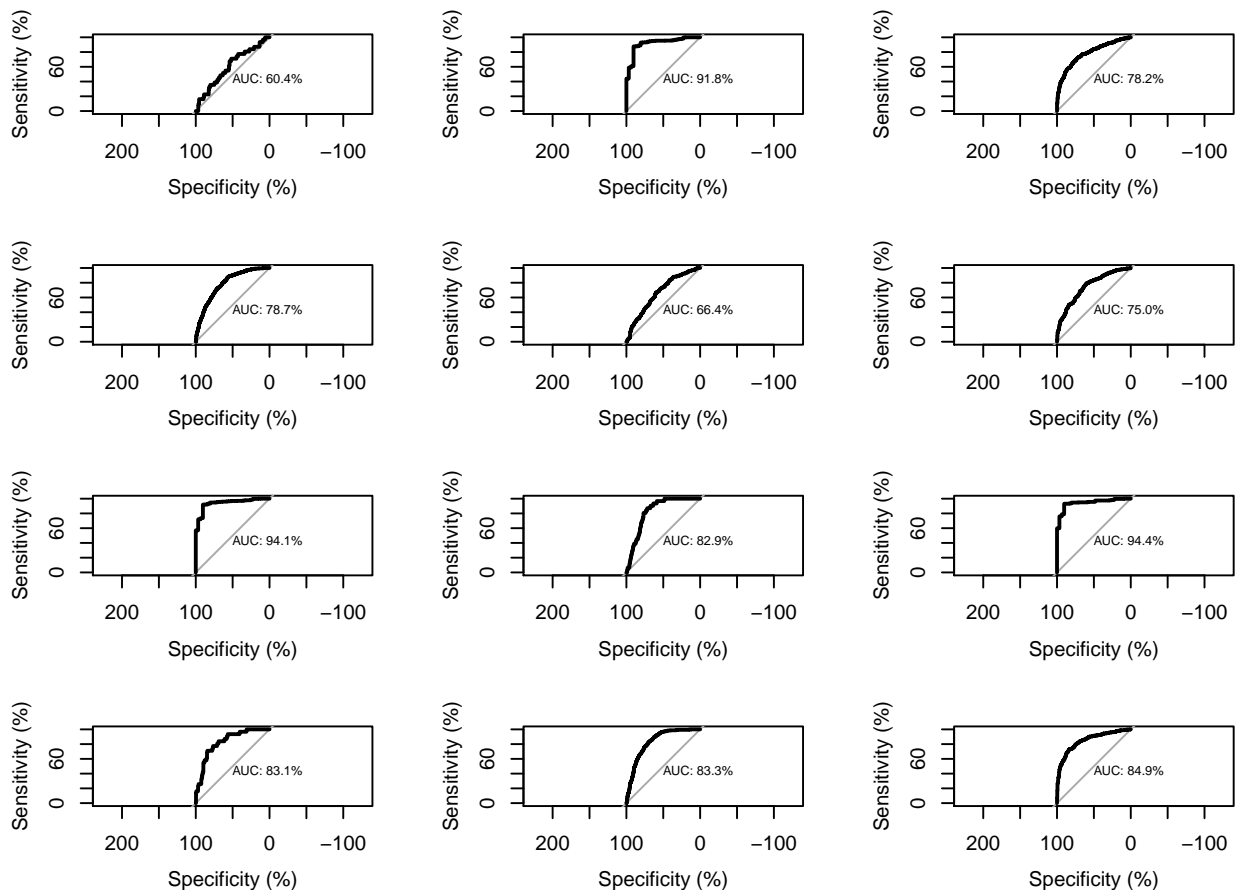 Sensitivity (%)
0 60
AUC: 60.4%
200 100 0 −100
Specificity (%)
Sensitivity (%)
0 60
AUC: 91.8%
200 100 0 −100
Specificity (%)
Sensitivity (%)
0 60
AUC: 78.2%
200 100 0 −100
Specificity (%)
Sensitivity (%)
0 60
AUC: 78.7%
200 100 0 −100
Specificity (%)
Sensitivity (%)
0 60
AUC: 66.4%
200 100 0 −100
Specificity (%)
Sensitivity (%)
0 60
AUC: 75.0%
200 100 0 −100
Specificity (%)
Sensitivity (%)
0 60
AUC: 94.1%
200 100 0 −100
Specificity (%)
Sensitivity (%)
0 60
AUC: 82.9%
200 100 0 −100
Specificity (%)
Sensitivity (%)
0 60
AUC: 94.4%
200 100 0 −100
Specificity (%)
Sensitivity (%)
0 60
AUC: 83.1%
200 100 0 −100
Specificity (%)
Sensitivity (%)
0 60
AUC: 83.3%
200 100 0 −100
Specificity (%)
Sensitivity (%)
0 60
AUC: 84.9%
200 100 0 −100
Specificity (%)